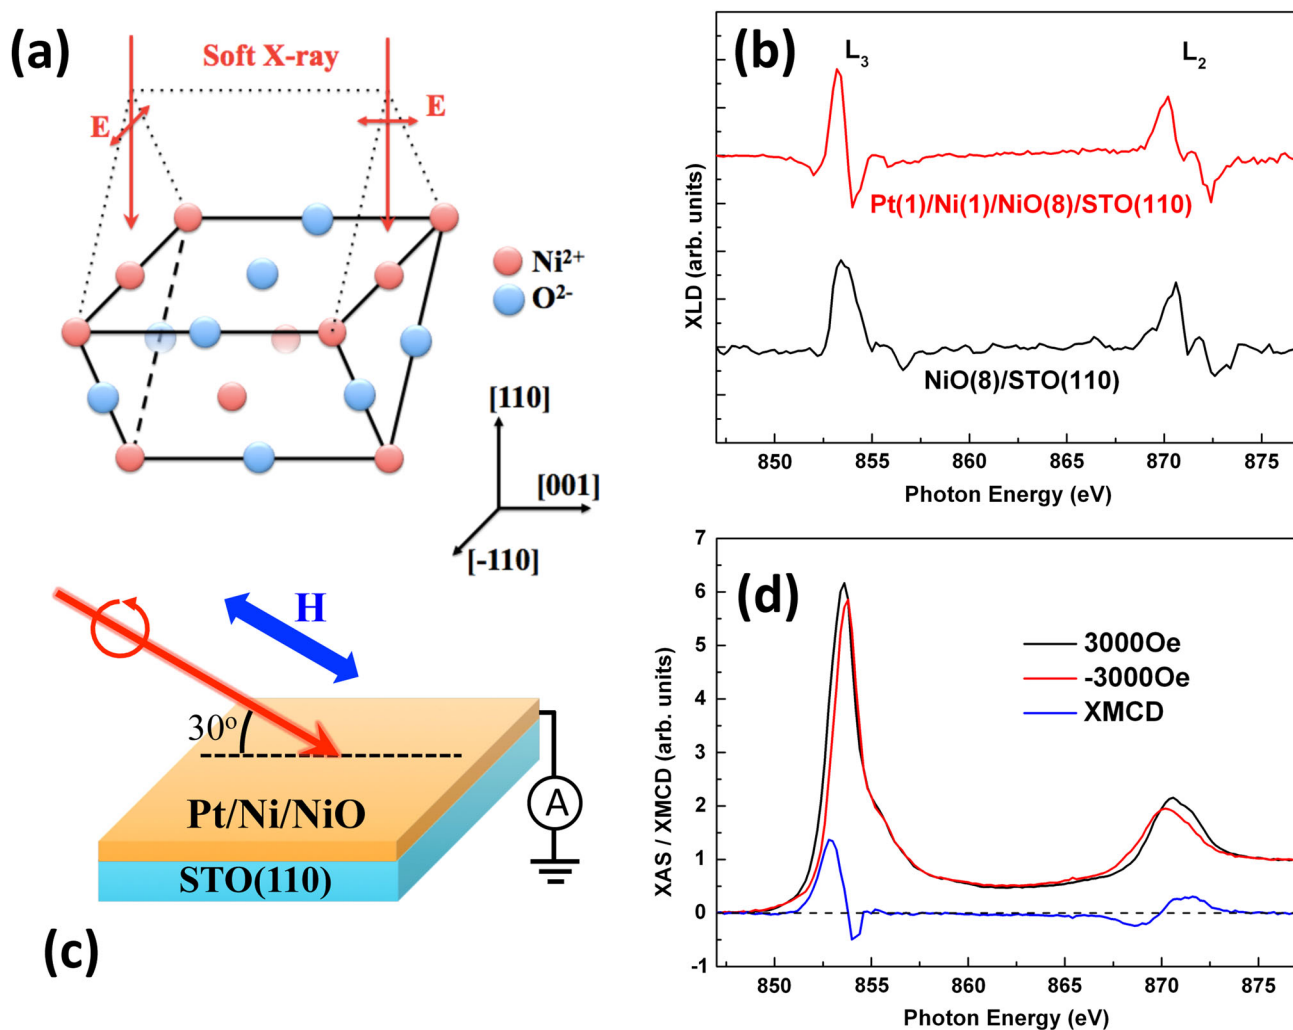 (a)
Soft X-ray
E
E
Ni²⁺
O²⁻
[110]
[001]
[-110]
(b)
L₃
L₂
XLD (arb. units)
Pt(1)/Ni(1)/NiO(8)/STO(110)
NiO(8)/STO(110)
850 855 860 865 870 875
Photon Energy (eV)
H
30°
Pt/Ni/NiO
STO(110)
A
(c)
(d)
7
6
5
4
3
2
1
0
-1
XAS / XMCD (arb. units)
3000Oe
-3000Oe
XMCD
850 855 860 865 870 875
Photon Energy (eV)